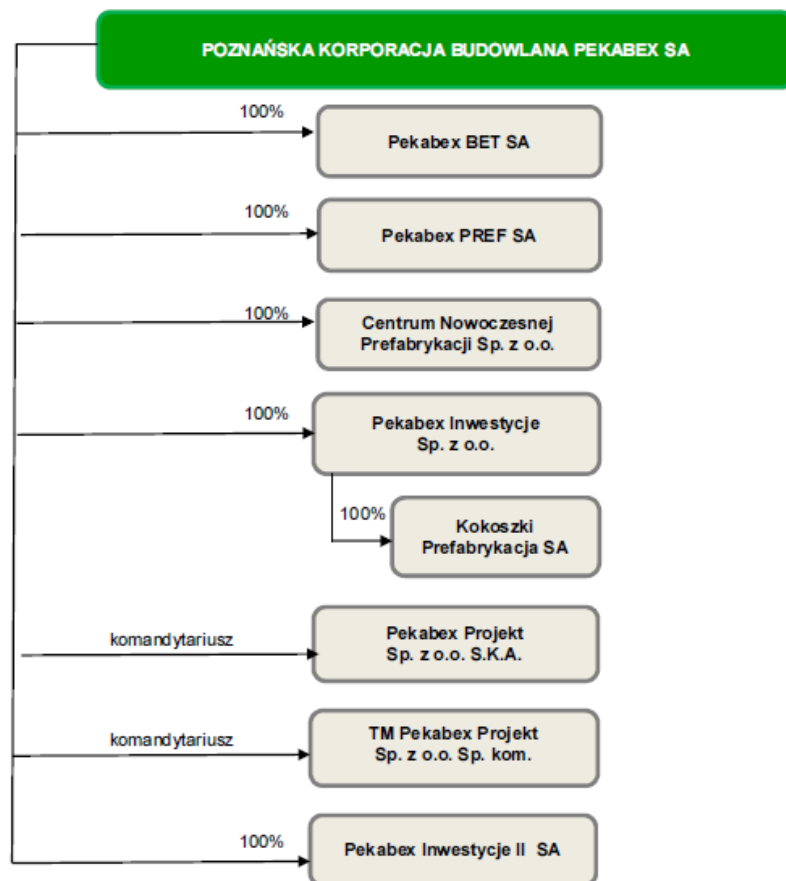 POZNAŃSKA KORPORACJA BUDOWLANA PEKABEX SA
100%
Pekabex BET SA
100%
Pekabex PREF SA
100%
Centrum Nowoczesnej
Prefabrykacji Sp. z o.o.
100%
Pekabex Inwestycje
Sp. z o.o.
100%
Kokoszki
Prefabrykacja SA
komandytariusz
Pekabex Projekt
Sp. z o.o. S.K.A.
komandytariusz
TM Pekabex Projekt
Sp. z o.o. Sp. kom.
100%
Pekabex Inwestycje II SA